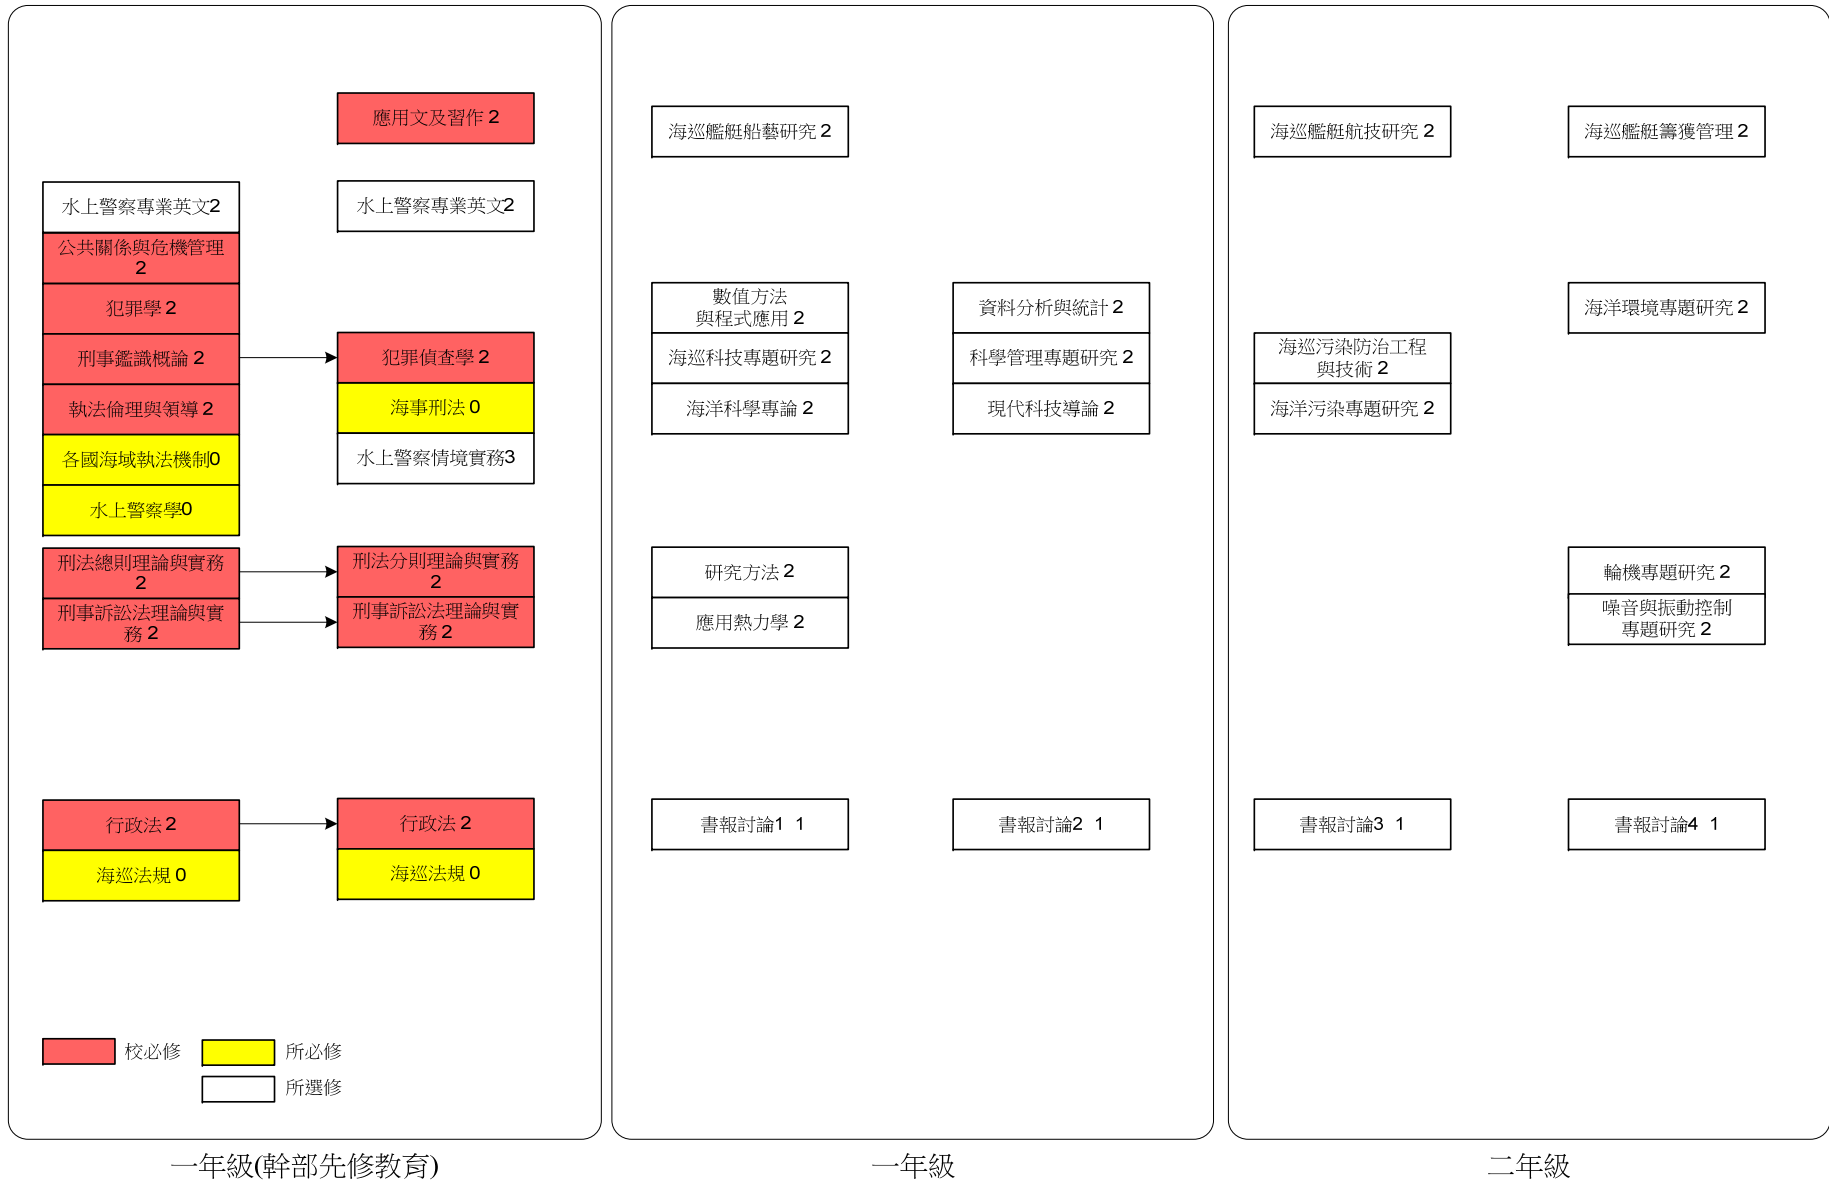 應用文及習作 2
水上警察專業英文2
公共關係與危機管理
2
犯罪學 2
刑事鑑識概論 2
執法倫理與領導 2
各國海域執法機制0
水上警察學0
刑法總則理論與實務
2
刑事訴訟法理論與實
務 2
行政法 2
海巡法規 0
水上警察專業英文2
犯罪偵查學 2
海事刑法 0
水上警察情境實務3
刑法分則理論與實務
2
刑事訴訟法理論與實
務 2
行政法 2
海巡法規 0
校必修
所必修
所選修
一年級(幹部先修教育)
海巡艦艇船藝研究 2
數值方法
與程式應用 2
海巡科技專題研究 2
海洋科學專論 2
研究方法 2
應用熱力學 2
書報討論1 1
資料分析與統計 2
科學管理專題研究 2
現代科技導論 2
書報討論2 1
一年級
海巡艦艇航技研究 2
海巡污染防治工程
與技術 2
海洋污染專題研究 2
書報討論3 1
海巡艦艇籌獲管理 2
海洋環境專題研究 2
輪機專題研究 2
噪音與振動控制
專題研究 2
書報討論4 1
二年級